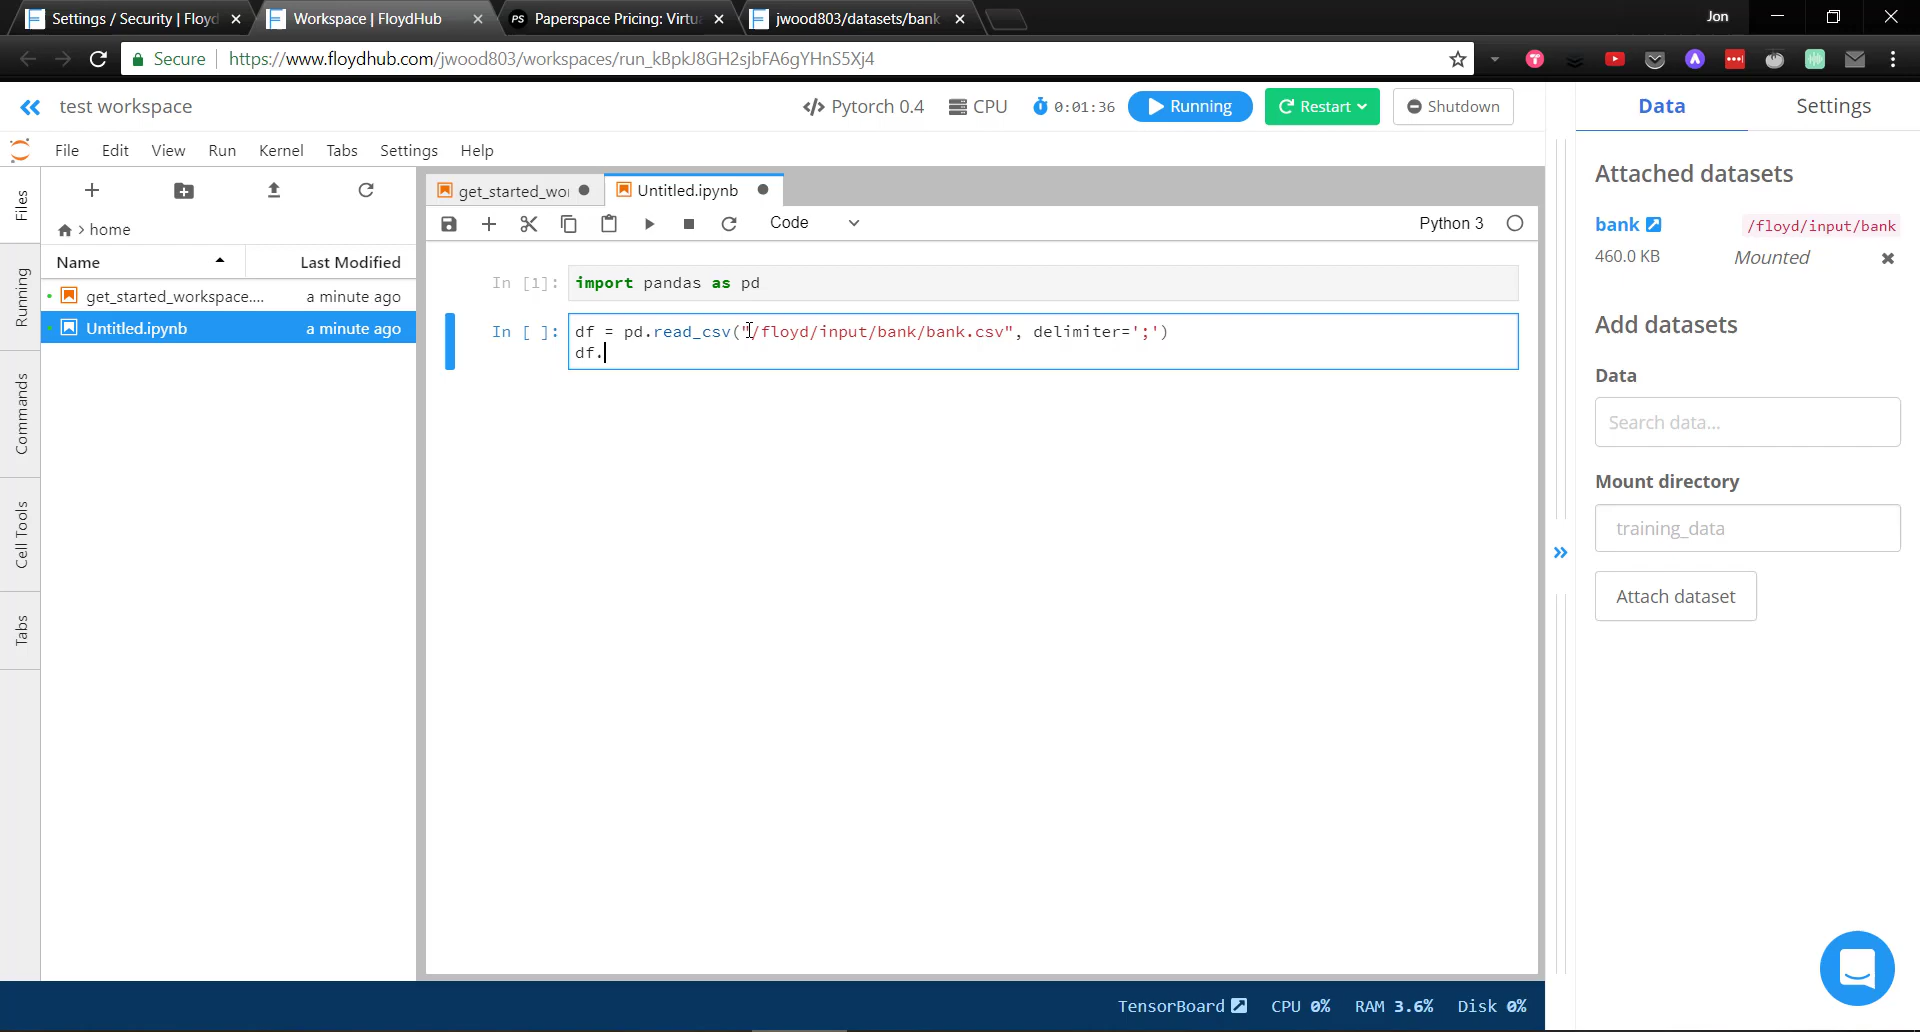 Settings / Security | Floyd
Workspace | FloydHub
PS Paperspace Pricing: Virtu
jwood803/datasets/bank
Jon
Secure https://www.floydhub.com/jwood803/workspaces/run_kBpkJ8GH2sjbFA6gYHnS5Xj4
test workspace
</> Pytorch 0.4
CPU
0:01:36
Running
Restart
Shutdown
Data
Settings
File Edit View Run Kernel Tabs Settings Help
Files
Running
Commands
Cell Tools
Tabs
> home
Name Last Modified
get_started_workspace.... a minute ago
Untitled.ipynb a minute ago
get_started_wor
Untitled.ipynb
Code
Python 3
In [1]: import pandas as pd
In [ ]: df = pd.read_csv("/floyd/input/bank/bank.csv", delimiter=';')
df.
Attached datasets
bank /floyd/input/bank
460.0 KB Mounted
Add datasets
Data
Search data...
Mount directory
training_data
Attach dataset
TensorBoard CPU 0% RAM 3.6% Disk 0%